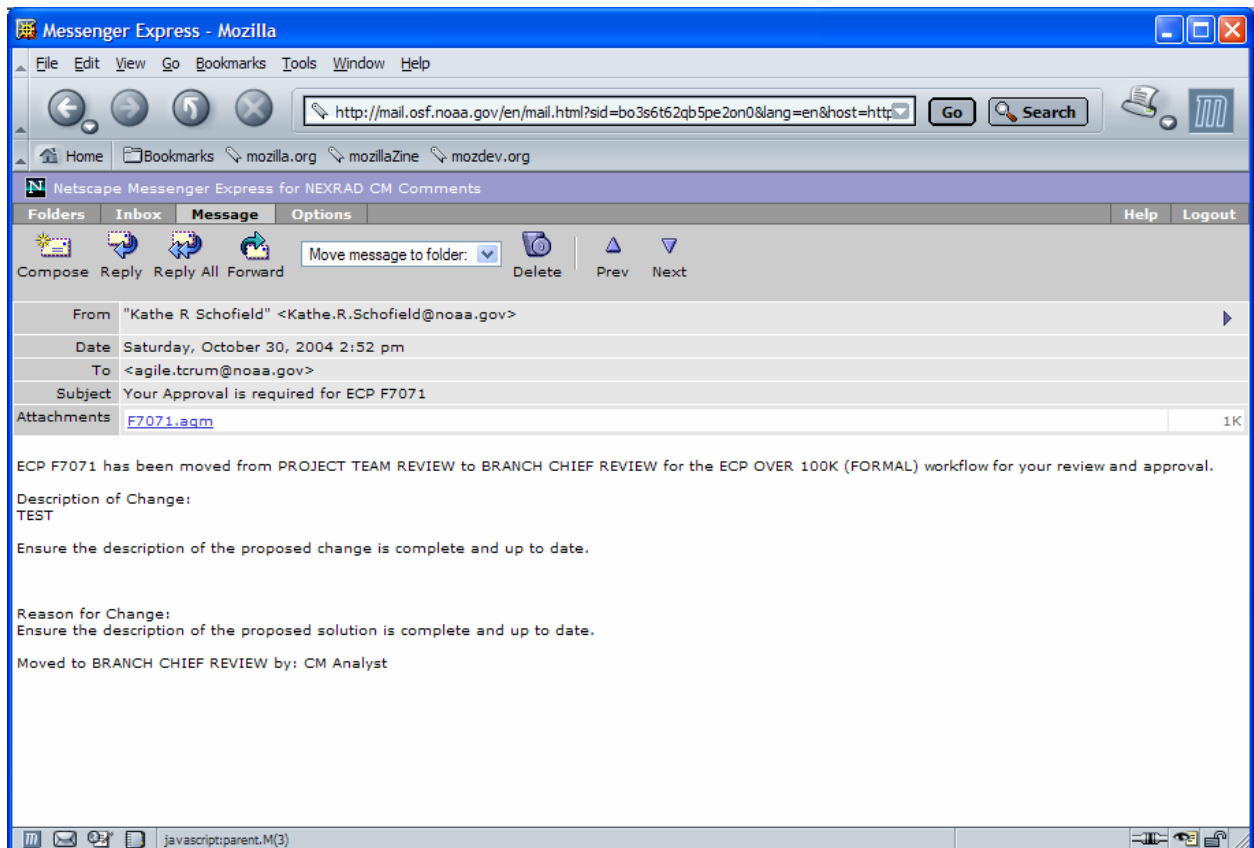 Messenger Express - Mozilla
File Edit View Go Bookmarks Tools Window Help
http://mail.osf.noaa.gov/en/mail.html?sid=bo3s6t62qb5pe2on0&lang=en&host=http Go Search
Home Bookmarks mozilla.org mozillaZine mozdev.org
N Netscape Messenger Express for NEXRAD CM Comments
Folders Inbox Message Options Help Logout
Move message to folder:
Compose Reply Reply All Forward Delete Prev Next
From "Kathe R Schofield" <Kathe.R.Schofield@noaa.gov>
Date Saturday, October 30, 2004 2:52 pm
To <agile.tcrum@noaa.gov>
Subject Your Approval is required for ECP F7071
Attachments F7071.aqm 1K
ECP F7071 has been moved from PROJECT TEAM REVIEW to BRANCH CHIEF REVIEW for the ECP OVER 100K (FORMAL) workflow for your review and approval.
Description of Change:
TEST
Ensure the description of the proposed change is complete and up to date.
Reason for Change:
Ensure the description of the proposed solution is complete and up to date.
Moved to BRANCH CHIEF REVIEW by: CM Analyst
javascript:parent.M(3)